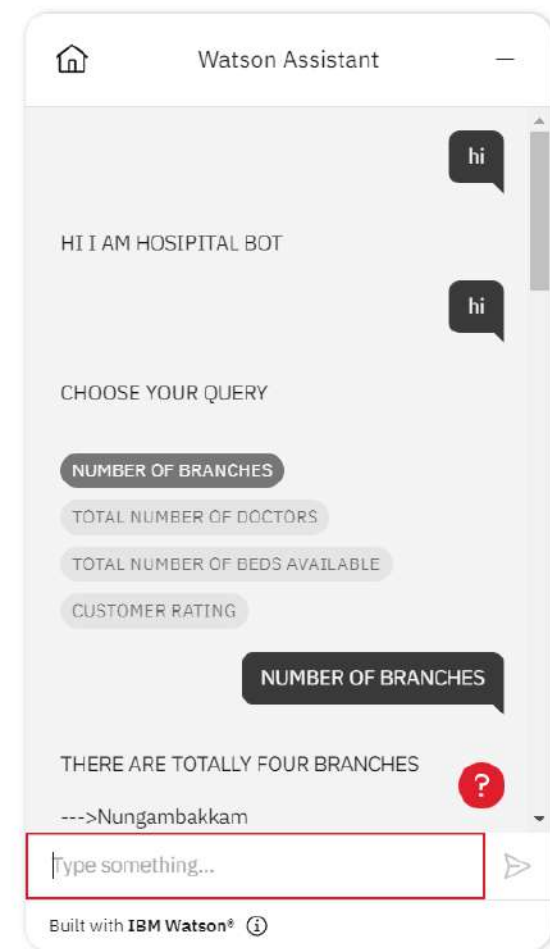 Watson Assistant
hi
HI I AM HOSIPITAL BOT
hi
CHOOSE YOUR QUERY
NUMBER OF BRANCHES
TOTAL NUMBER OF DOCTORS
TOTAL NUMBER OF BEDS AVAILABLE
CUSTOMER RATING
NUMBER OF BRANCHES
THERE ARE TOTALLY FOUR BRANCHES
?
--->Nungambakkam
Type something...
Built with IBM Watson®